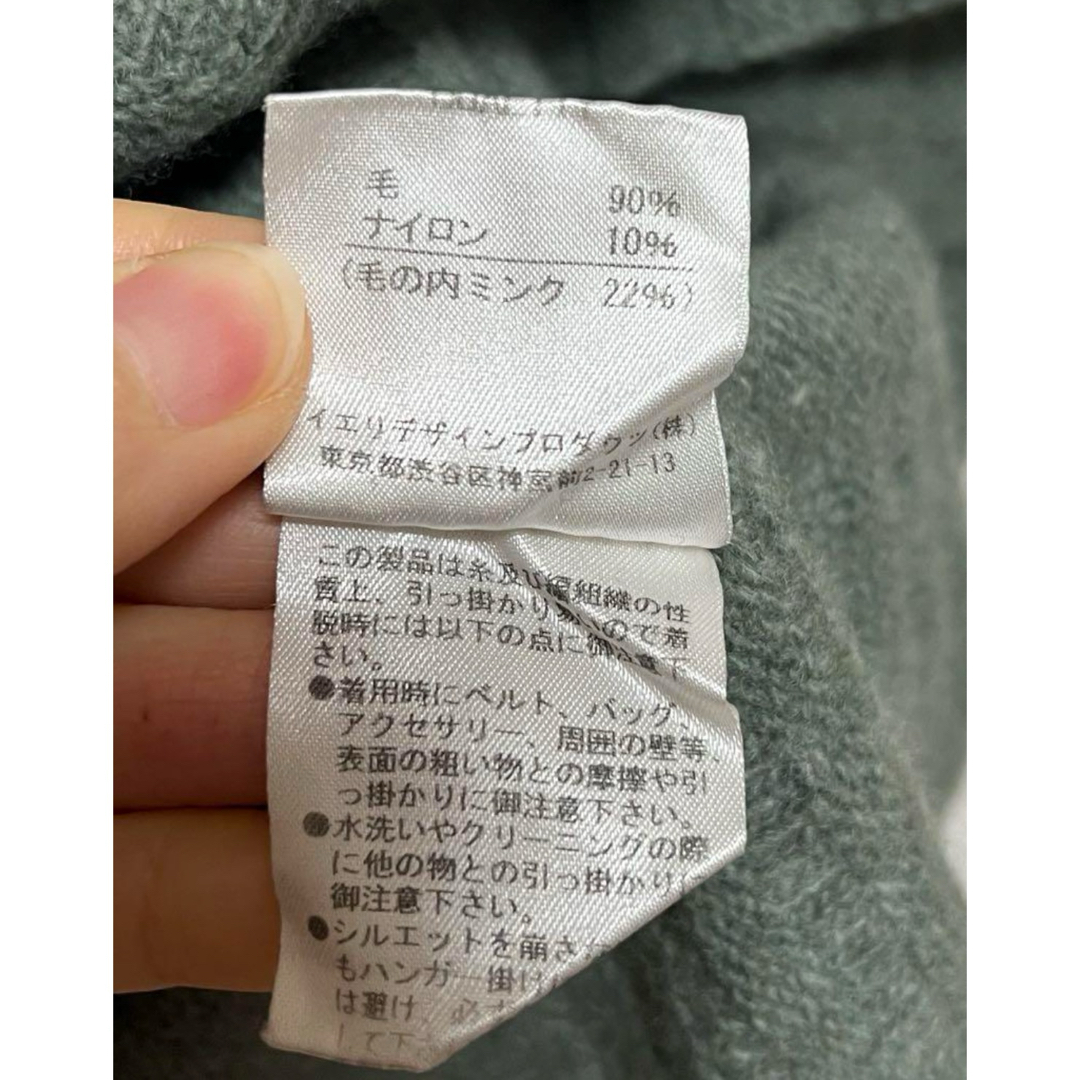 毛 90%
ナイロン 10%
(毛の内ミンク 22%)
イエリデザインプロダクツ(株)
東京都渋谷区神宮前2-21-13
この製品は糸及び編組織の性
質上、引っ掛かり易いので着
脱時には以下の点に御注意下
さい。
●着用時にベルト、バッグ、
アクセサリー、周囲の壁等、
表面の粗い物との摩擦や引
っ掛かりに御注意下さい。
●水洗いやクリーニングの際
に他の物との引っ掛かりに
御注意下さい。
●シルエットを崩さ
もハンガー掛け
は避け、必ず
して下